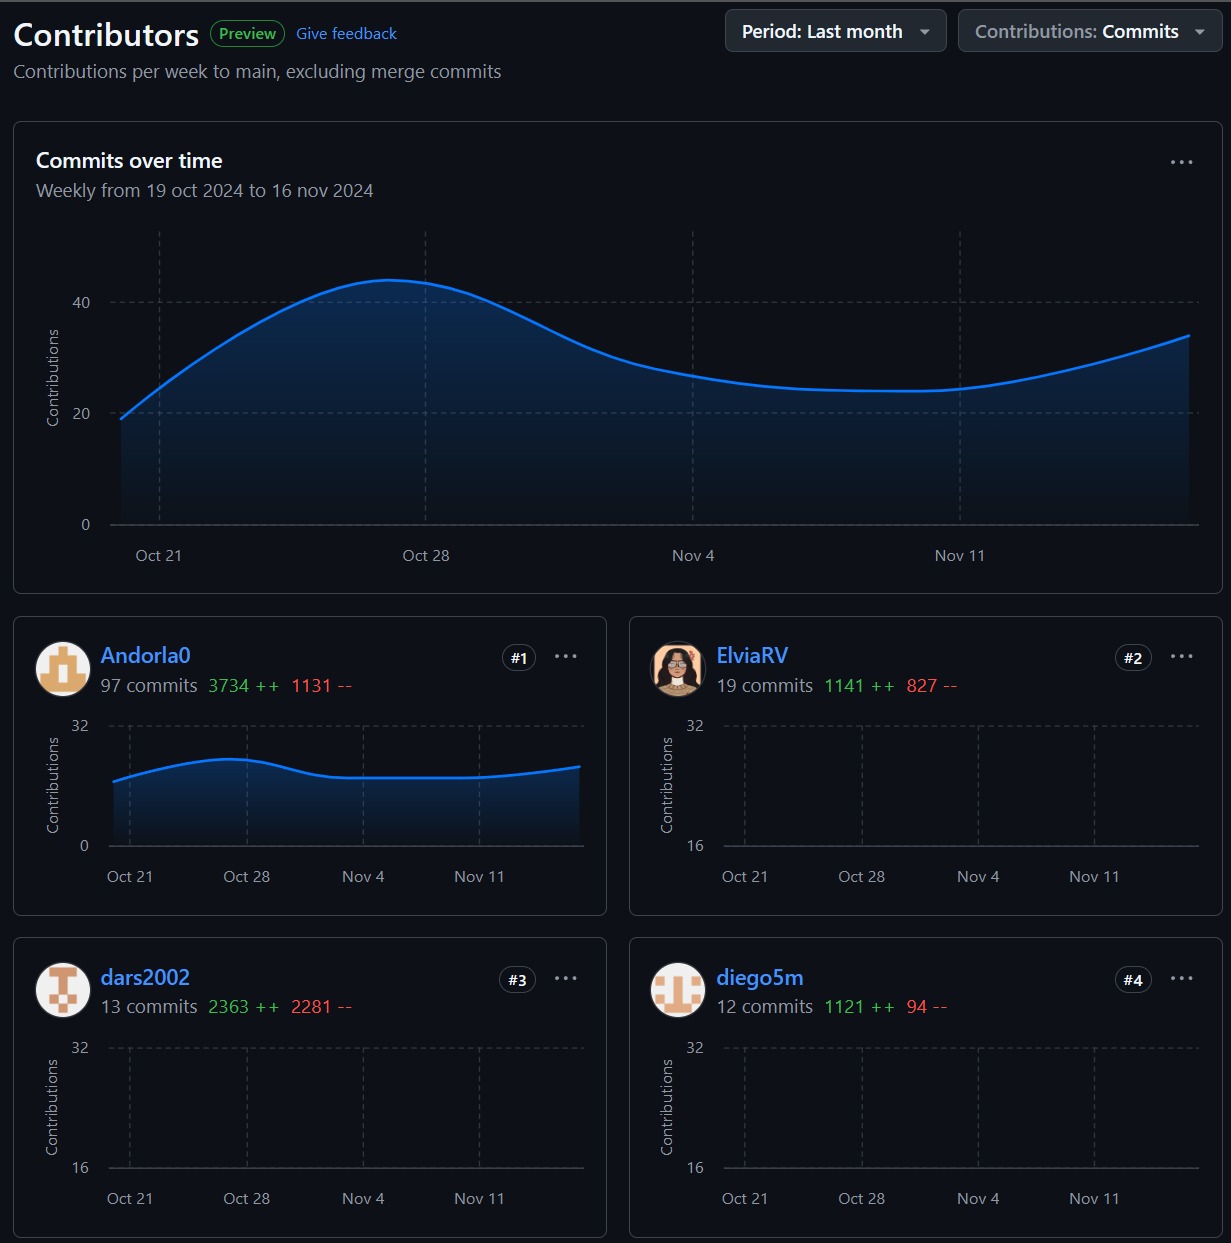 Contributors Preview Give feedback Period: Last month Contributions: Commits
Contributions per week to main, excluding merge commits
Commits over time
Weekly from 19 oct 2024 to 16 nov 2024
Contributions
40
20
0
Oct 21 Oct 28 Nov 4 Nov 11
Andorla0 #1
97 commits 3734 ++ 1131 --
Contributions
32
0
Oct 21 Oct 28 Nov 4 Nov 11
ElviaRV #2
19 commits 1141 ++ 827 --
Contributions
32
16
Oct 21 Oct 28 Nov 4 Nov 11
dars2002 #3
13 commits 2363 ++ 2281 --
Contributions
32
16
Oct 21 Oct 28 Nov 4 Nov 11
diego5m #4
12 commits 1121 ++ 94 --
Contributions
32
16
Oct 21 Oct 28 Nov 4 Nov 11